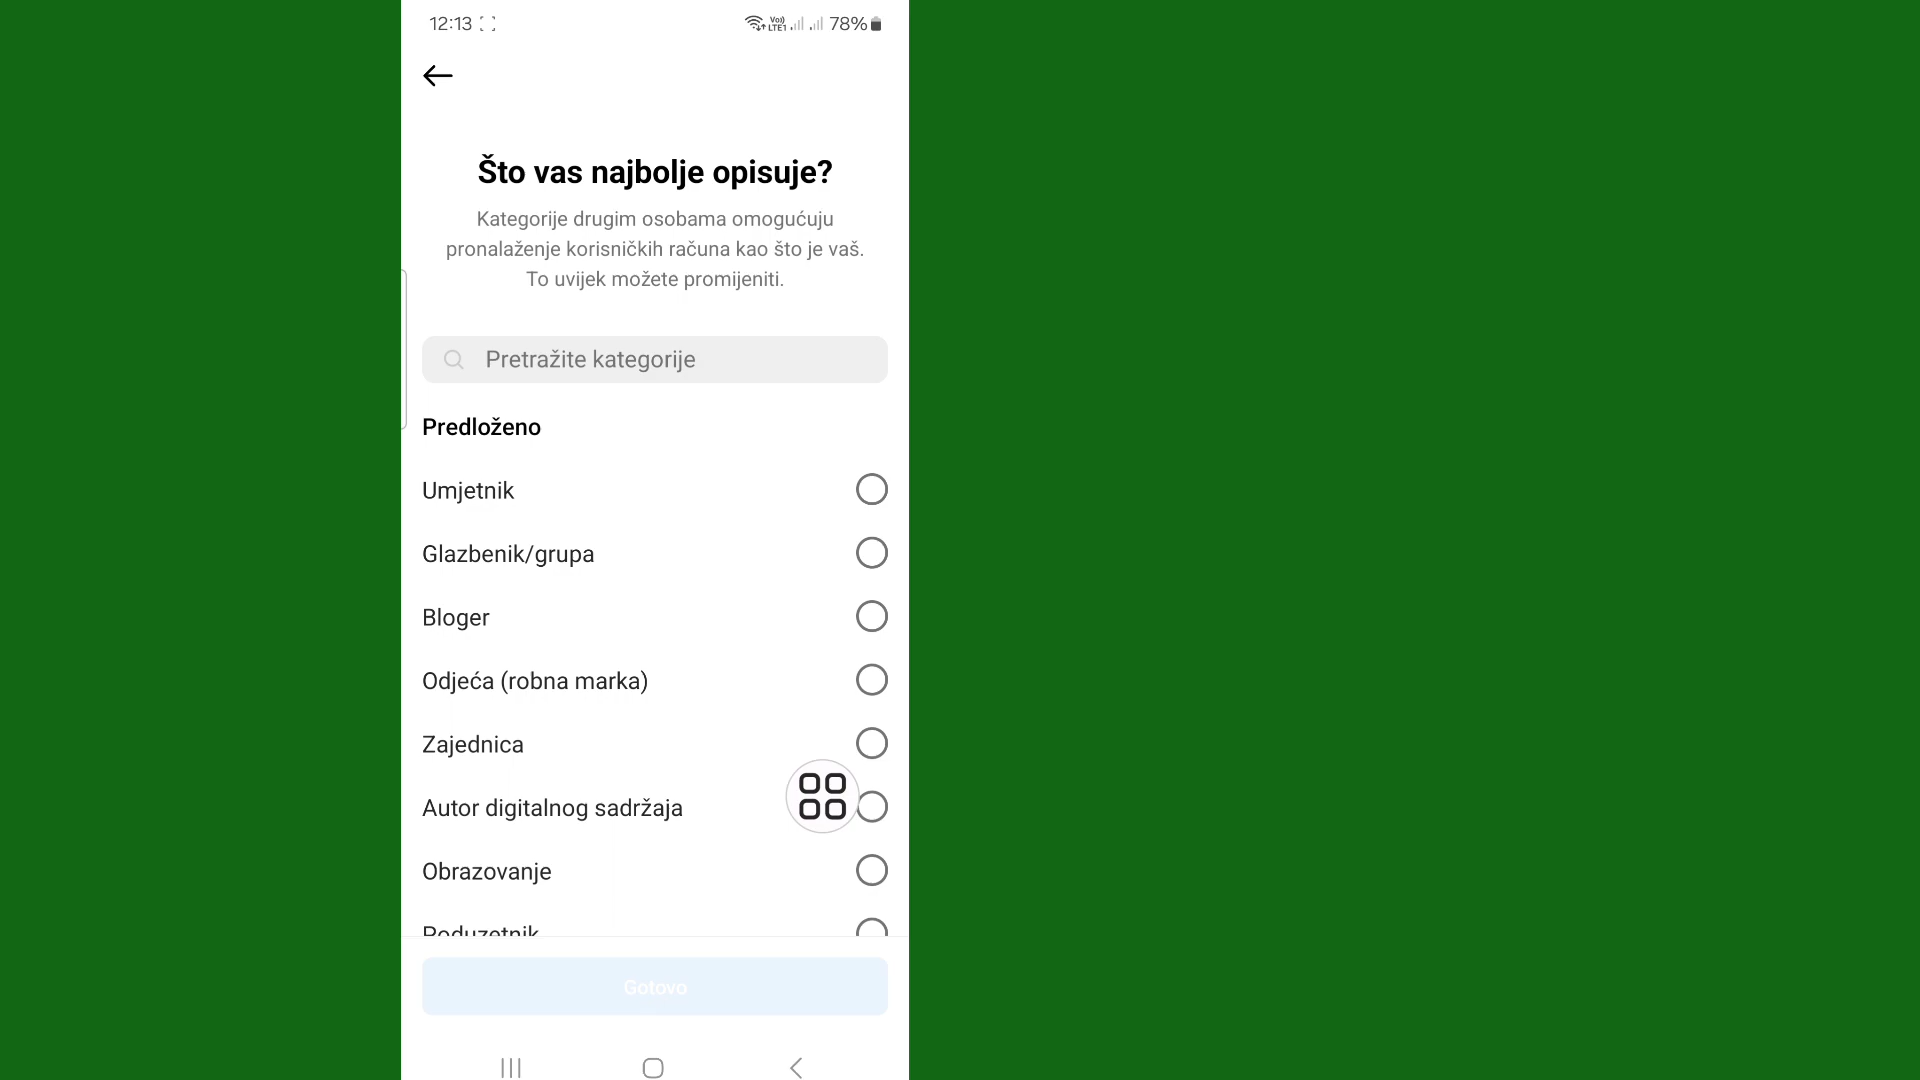 12:13
Vo)) LTE1 78%
Što vas najbolje opisuje?
Kategorije drugim osobama omogućuju
pronalaženje korisničkih računa kao što je vaš.
To uvijek možete promijeniti.
Pretražite kategorije
Predloženo
Umjetnik
Glazbenik/grupa
Bloger
Odjeća (robna marka)
Zajednica
Autor digitalnog sadržaja
Obrazovanje
Poduzetnik
Gotovo